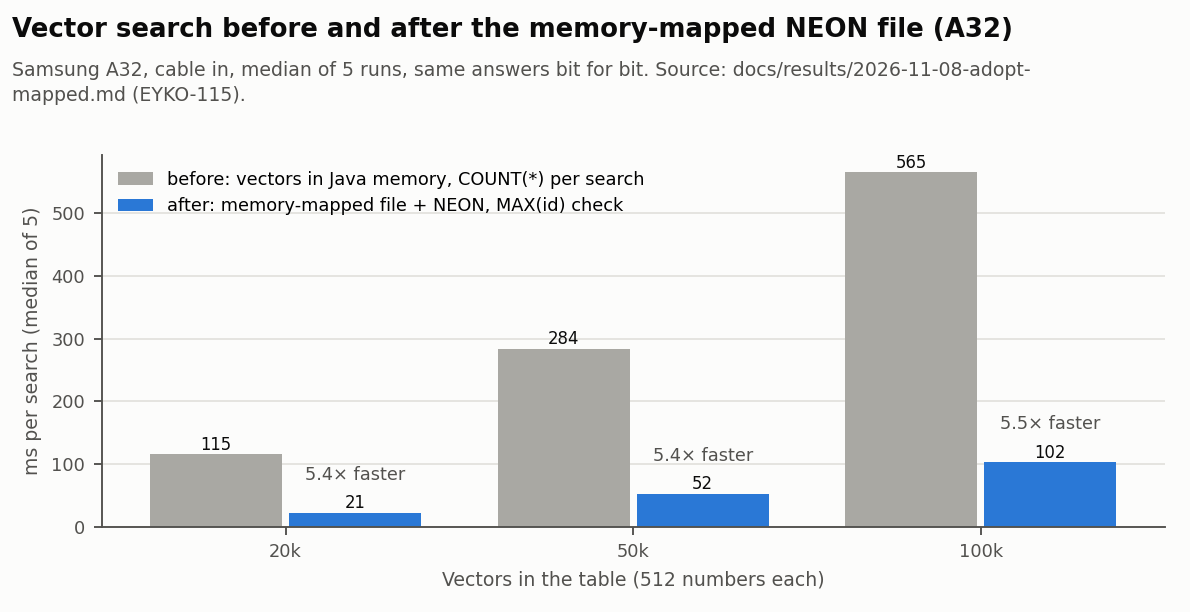 Vector search before and after the memory-mapped NEON file (A32)
Samsung A32, cable in, median of 5 runs, same answers bit for bit. Source: docs/results/2026-11-08-adopt-
mapped.md (EYKO-115).
ms per search (median of 5)
500
400
300
200
100
0
before: vectors in Java memory, COUNT(*) per search
after: memory-mapped file + NEON, MAX(id) check
115
5.4× faster
21
284
5.4× faster
52
565
5.5× faster
102
20k
50k
100k
Vectors in the table (512 numbers each)